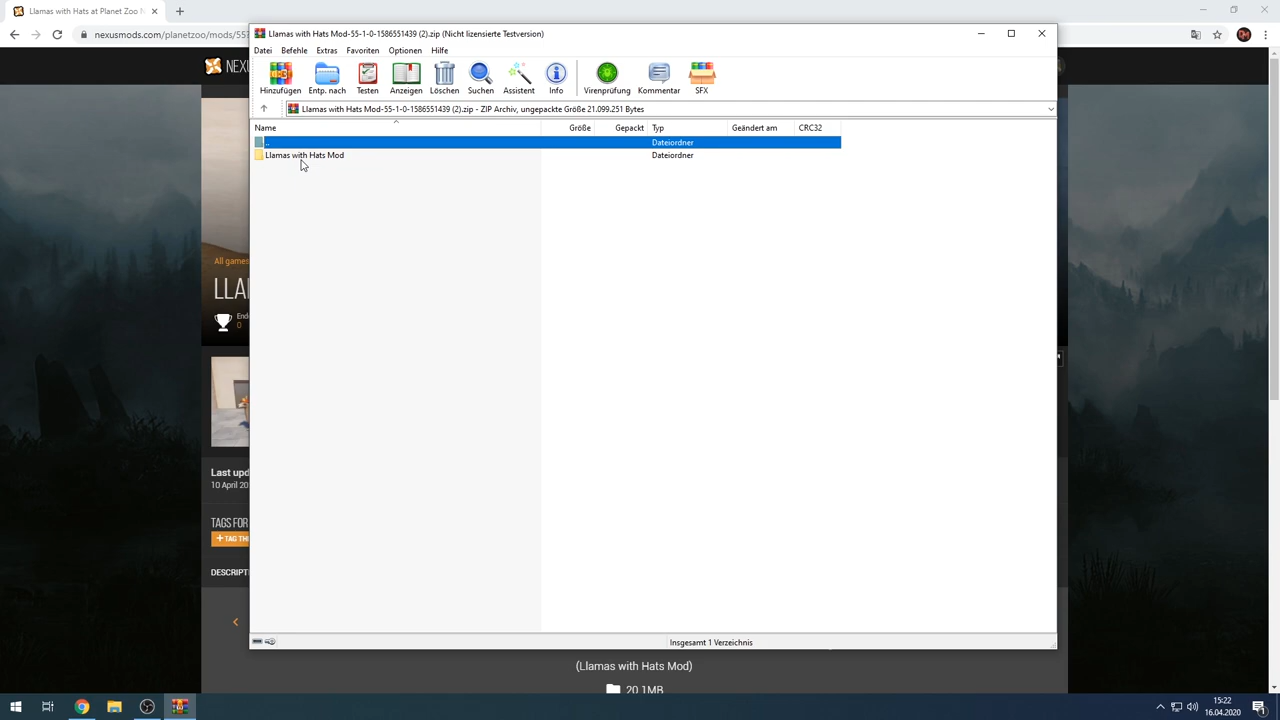 Llamas with Hats at Planet Zoo
nexusmods.com/planetzoo/mods/55
Llamas with Hats Mod-55-1-0-1586551439 (2).zip (Nicht lizensierte Testversion)
Datei Befehle Extras Favoriten Optionen Hilfe
Hinzufügen Entp. nach Testen Anzeigen Löschen Suchen Assistent Info Virenprüfung Kommentar SFX
Llamas with Hats Mod-55-1-0-1586551439 (2).zip - ZIP Archiv, ungepackte Größe 21.099.251 Bytes
Name Größe Gepackt Typ Geändert am CRC32
.. Dateiordner
Llamas with Hats Mod Dateiordner
All games
LLA
End
0
Last upd
10 April 20
TAGS FOR
+ TAG TH
DESCRIPT
Insgesamt 1 Verzeichnis
(Llamas with Hats Mod)
20.1MB
15:22
16.04.2020